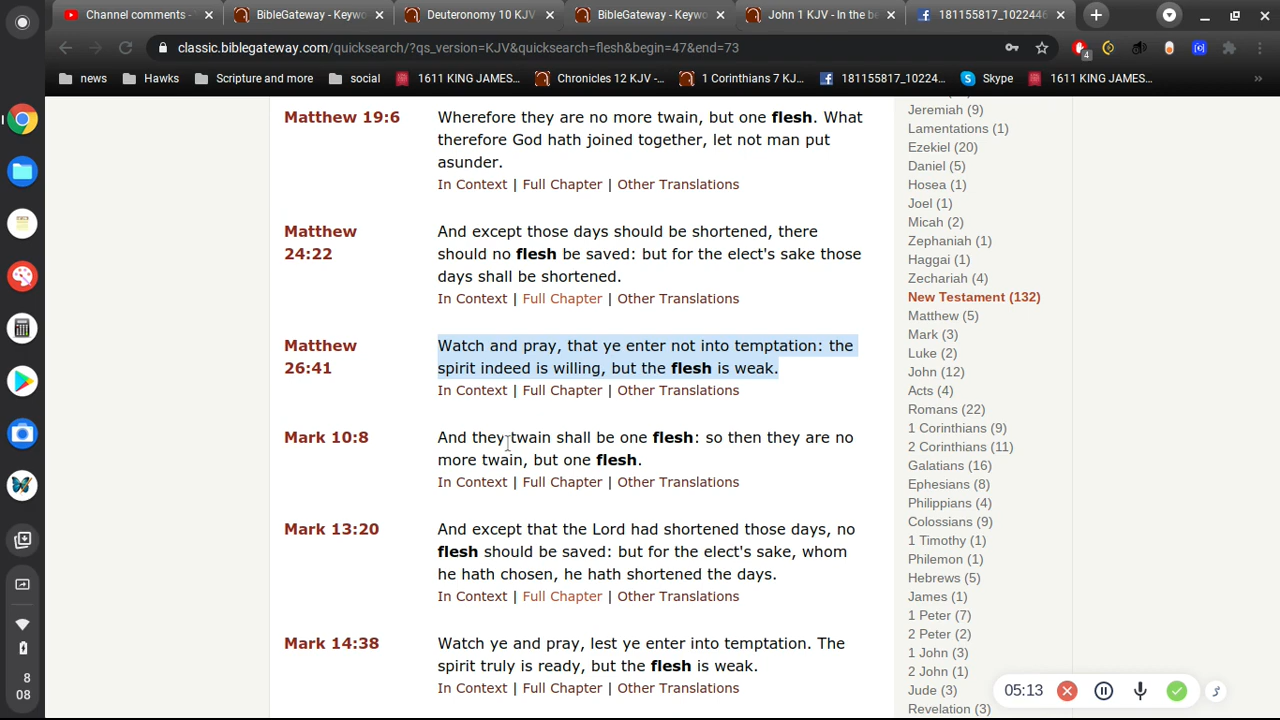 Channel comments -
BibleGateway - Keywo
Deuteronomy 10 KJV
BibleGateway - Keywo
John 1 KJV - In the be
181155817_1022446
classic.biblegateway.com/quicksearch/?qs_version=KJV&quicksearch=flesh&begin=47&end=73
4
news
Hawks
Scripture and more
social
1611 KING JAMES...
Chronicles 12 KJV -...
1 Corinthians 7 KJ...
181155817_10224...
Skype
1611 KING JAMES...
»
Matthew 19:6
Wherefore they are no more twain, but one flesh. What
therefore God hath joined together, let not man put
asunder.
In Context | Full Chapter | Other Translations
Matthew
24:22
And except those days should be shortened, there
should no flesh be saved: but for the elect's sake those
days shall be shortened.
In Context | Full Chapter | Other Translations
Matthew
26:41
Watch and pray, that ye enter not into temptation: the
spirit indeed is willing, but the flesh is weak.
In Context | Full Chapter | Other Translations
Mark 10:8
And they twain shall be one flesh: so then they are no
more twain, but one flesh.
In Context | Full Chapter | Other Translations
Mark 13:20
And except that the Lord had shortened those days, no
flesh should be saved: but for the elect's sake, whom
he hath chosen, he hath shortened the days.
In Context | Full Chapter | Other Translations
Mark 14:38
Watch ye and pray, lest ye enter into temptation. The
spirit truly is ready, but the flesh is weak.
In Context | Full Chapter | Other Translations
Jeremiah (9)
Lamentations (1)
Ezekiel (20)
Daniel (5)
Hosea (1)
Joel (1)
Micah (2)
Zephaniah (1)
Haggai (1)
Zechariah (4)
New Testament (132)
Matthew (5)
Mark (3)
Luke (2)
John (12)
Acts (4)
Romans (22)
1 Corinthians (9)
2 Corinthians (11)
Galatians (16)
Ephesians (8)
Philippians (4)
Colossians (9)
1 Timothy (1)
Philemon (1)
Hebrews (5)
James (1)
1 Peter (7)
2 Peter (2)
1 John (3)
2 John (1)
Jude (3)
Revelation (3)
05:13
8
08